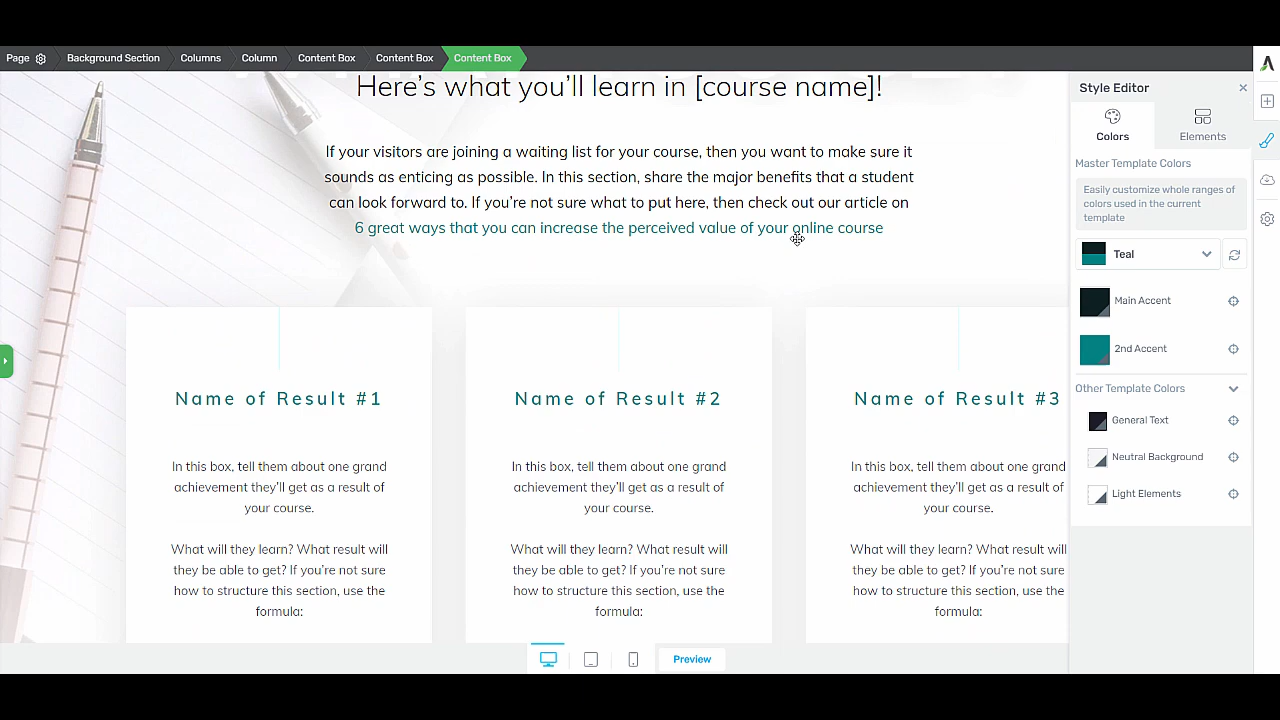 Page
Background Section
Columns
Column
Content Box
Content Box
Content Box
Here's what you'll learn in [course name]!
If your visitors are joining a waiting list for your course, then you want to make sure it
sounds as enticing as possible. In this section, share the major benefits that a student
can look forward to. If you're not sure what to put here, then check out our article on
6 great ways that you can increase the perceived value of your online course
Name of Result #1
In this box, tell them about one grand
achievement they'll get as a result of
your course.
What will they learn? What result will
they be able to get? If you're not sure
how to structure this section, use the
formula:
Name of Result #2
In this box, tell them about one grand
achievement they'll get as a result of
your course.
What will they learn? What result will
they be able to get? If you're not sure
how to structure this section, use the
formula:
Name of Result #3
In this box, tell them about one grand
achievement they'll get as a result of
your course.
What will they learn? What result will
they be able to get? If you're not sure
how to structure this section, use the
formula:
Preview
Style Editor
Colors
Elements
Master Template Colors
Easily customize whole ranges of
colors used in the current
template
Teal
Main Accent
2nd Accent
Other Template Colors
General Text
Neutral Background
Light Elements